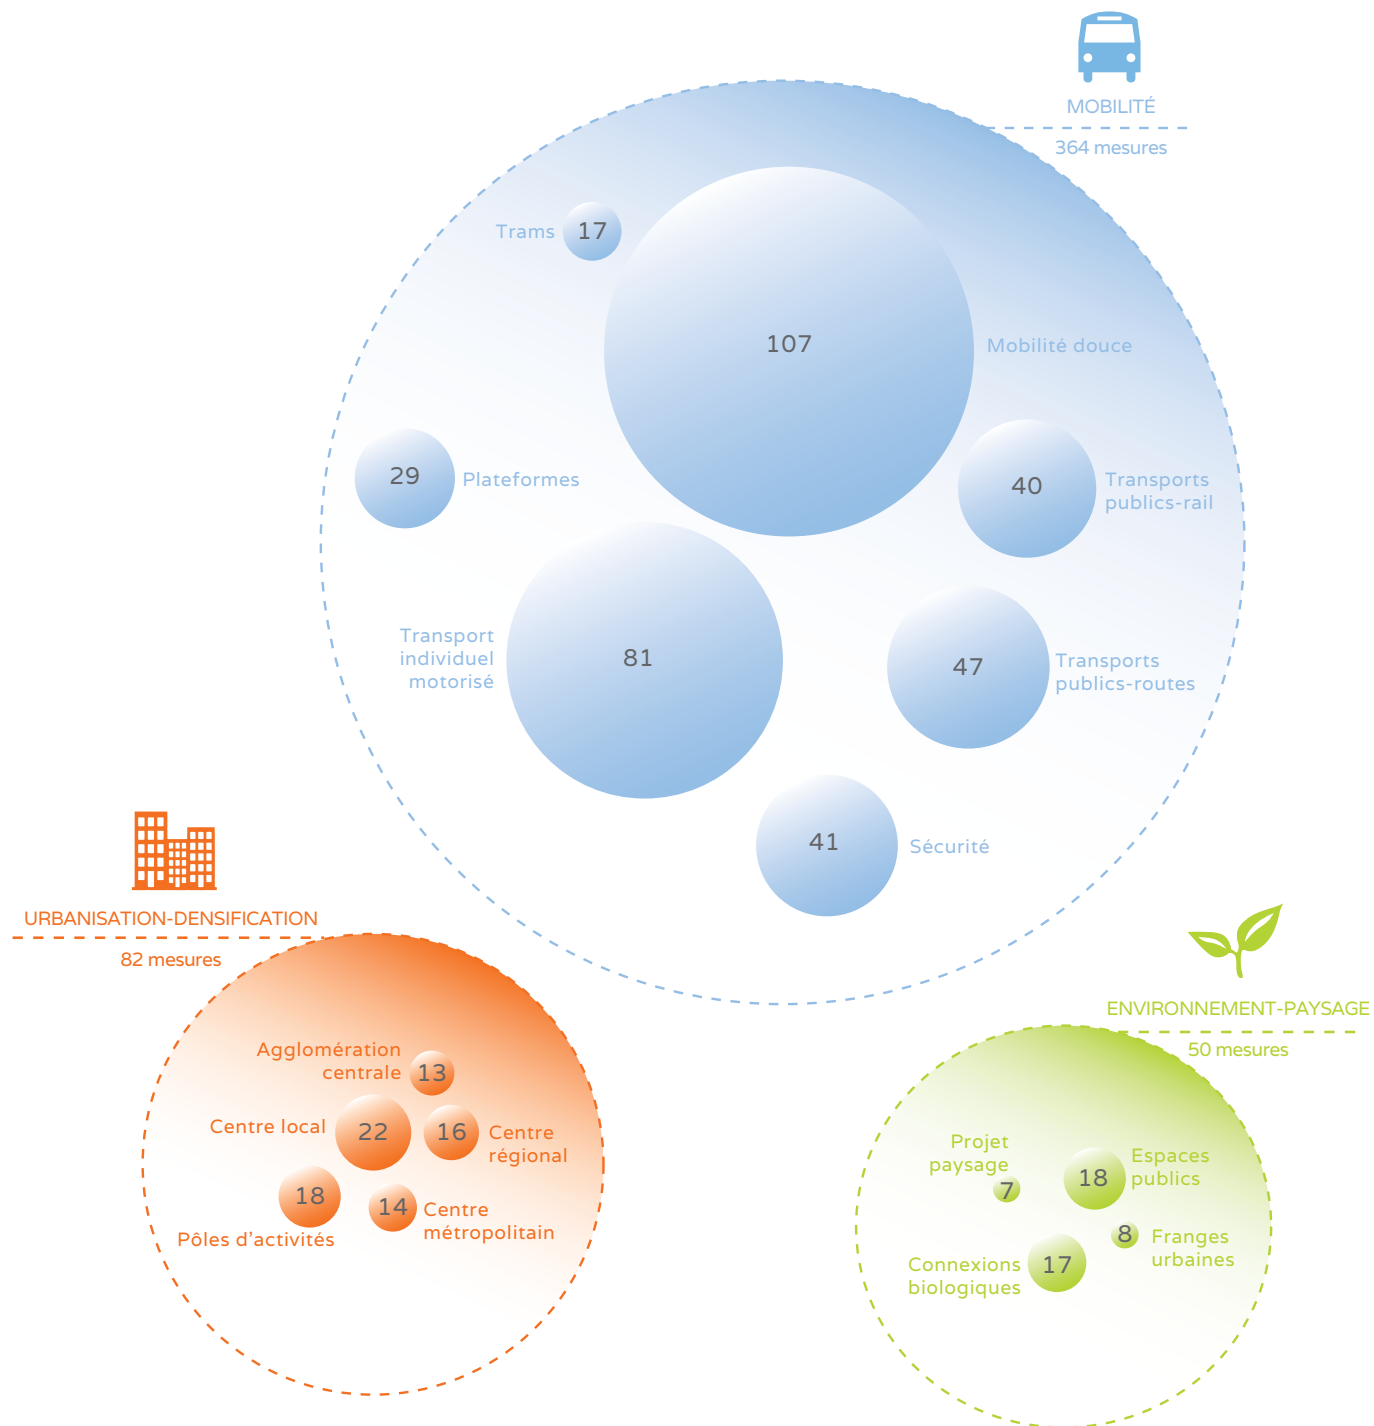 MOBILITÉ
364 mesures
Trams
17
107
Mobilité douce
29
Plateformes
40
Transports
publics-rail
Transport
individuel
motorisé
81
47
Transports
publics-routes
41
Sécurité
URBANISATION-DENSIFICATION
82 mesures
Agglomération
centrale
13
Centre local
22
16
Centre
régional
18
Pôles d'activités
14
Centre
métropolitain
ENVIRONNEMENT-PAYSAGE
50 mesures
Projet
paysage
7
18
Espaces
publics
8
Franges
urbaines
Connexions
biologiques
17